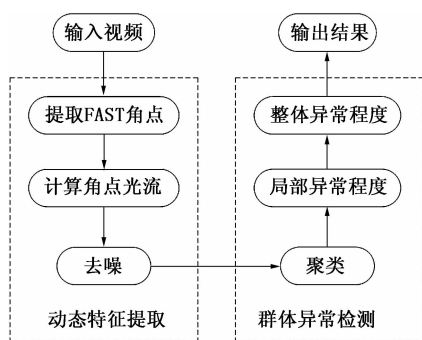 输入视频
提取FAST角点
计算角点光流
去噪
动态特征提取
输出结果
整体异常程度
局部异常程度
聚类
群体异常检测